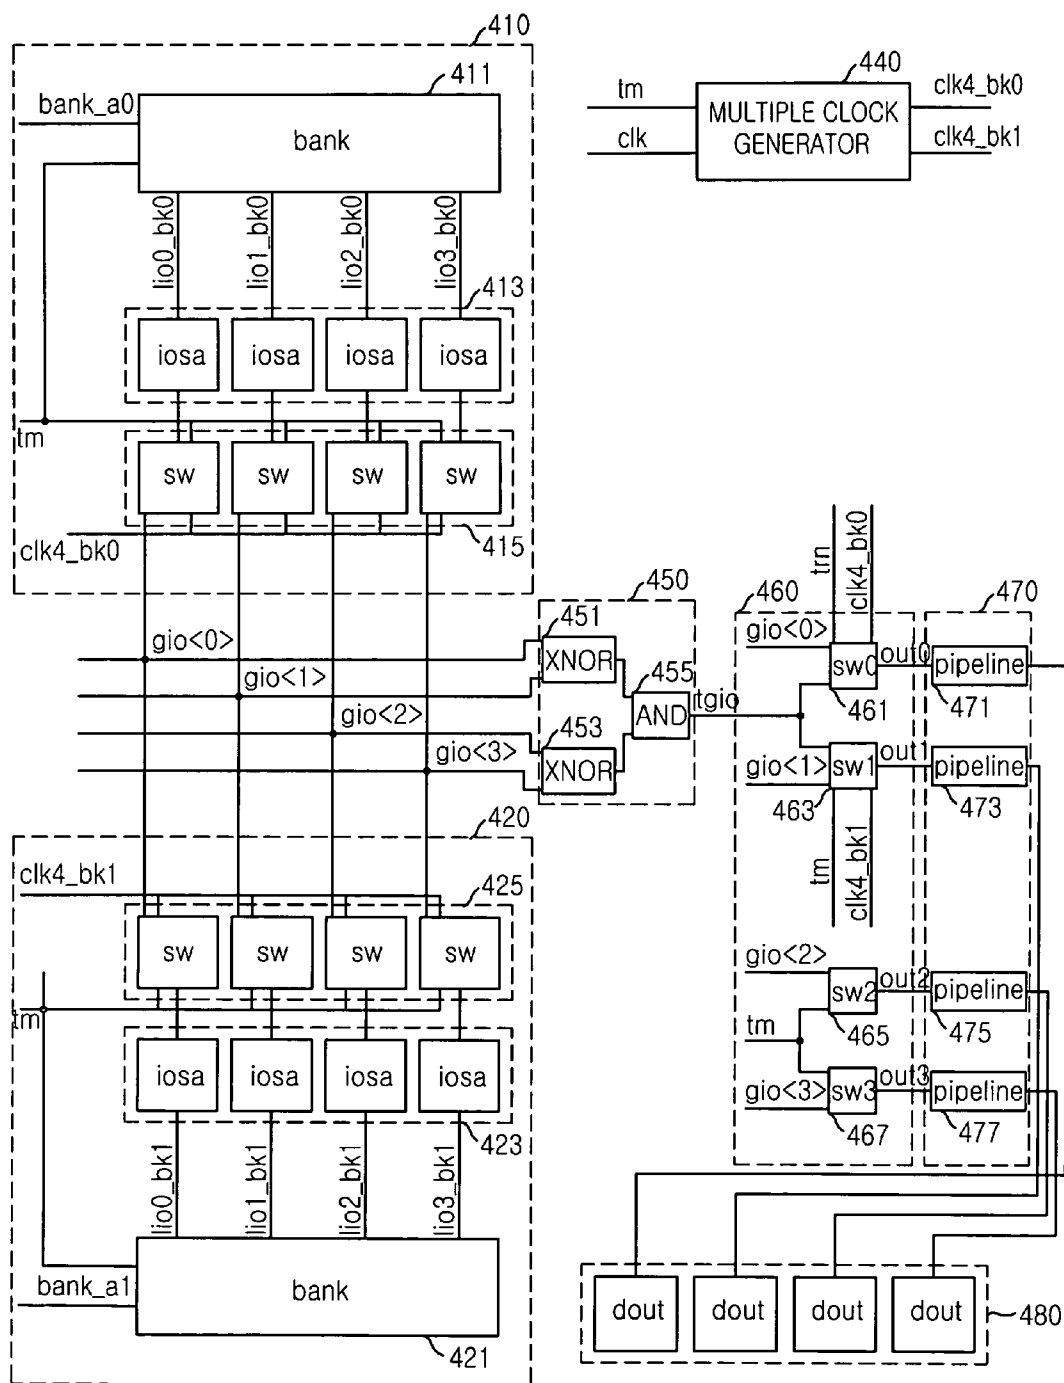 410
411
bank_a0
bank
lio0_bk0
lio1_bk0
lio2_bk0
lio3_bk0
413
iosa
iosa
iosa
iosa
tm
sw
sw
sw
sw
415
clk4_bk0
440
tm
clk
MULTIPLE CLOCK
GENERATOR
clk4_bk0
clk4_bk1
gio<0>
gio<1>
gio<2>
gio<3>
450
451
XNOR
455
AND
453
XNOR
tgio
460
trn
clk4_bk0
gio<0>
sw0
out0
461
gio<1>
sw1
out1
463
tm
clk4_bk1
gio<2>
sw2
out2
465
tm
gio<3>
sw3
out3
467
470
pipeline
471
pipeline
473
pipeline
475
pipeline
477
420
clk4_bk1
425
sw
sw
sw
sw
tm
iosa
iosa
iosa
iosa
423
lio0_bk1
lio1_bk1
lio2_bk1
lio3_bk1
bank_a1
bank
421
dout
dout
dout
dout
480